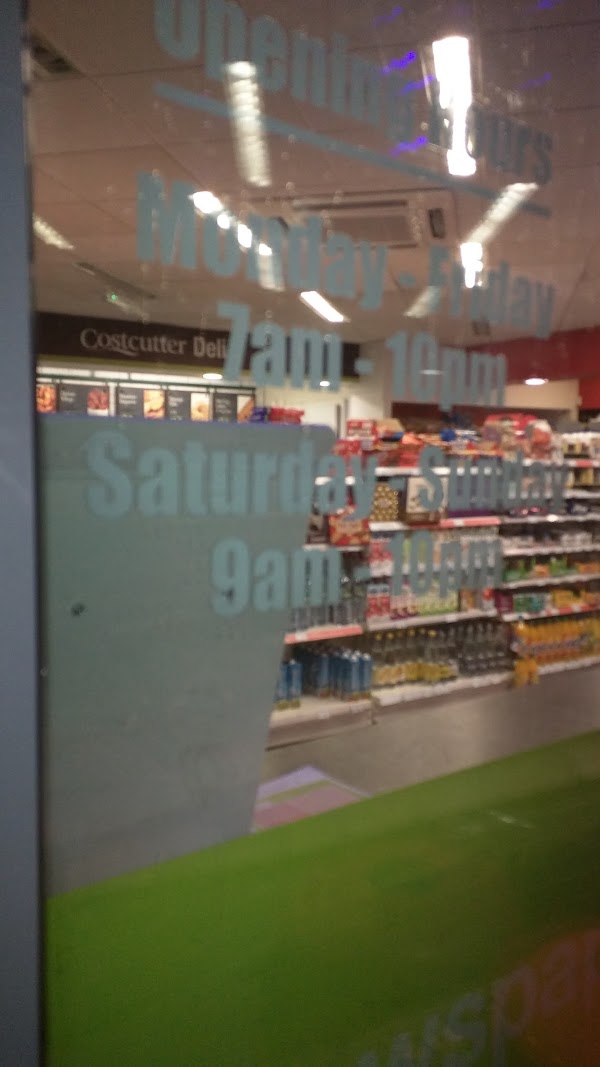 Opening Hours
Monday - Friday
7am - 10pm
Costcutter Deli
Saturday - Sunday
9am - 10pm